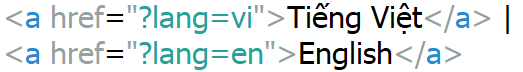 <a href="?lang=vi">Tiếng Việt</a> |
<a href="?lang=en">English</a>